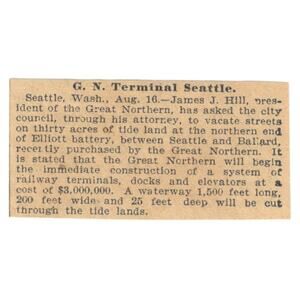 G. N. Terminal Seattle.
Seattle, Wash., Aug. 16.—James J. Hill, president
of the Great Northern, has asked the city
council, through his attorney, to vacate streets
on thirty acres of tide land at the northern end
of Elliott battery, between Seattle and Ballard,
recently purchased by the Great Northern. It
is stated that the Great Northern will begin
the immediate construction of a system of
railway terminals, docks and elevators at a
cost of $3,000,000. A waterway 1,500 feet long,
200 feet wide and 25 feet deep will be cut
through the tide lands.